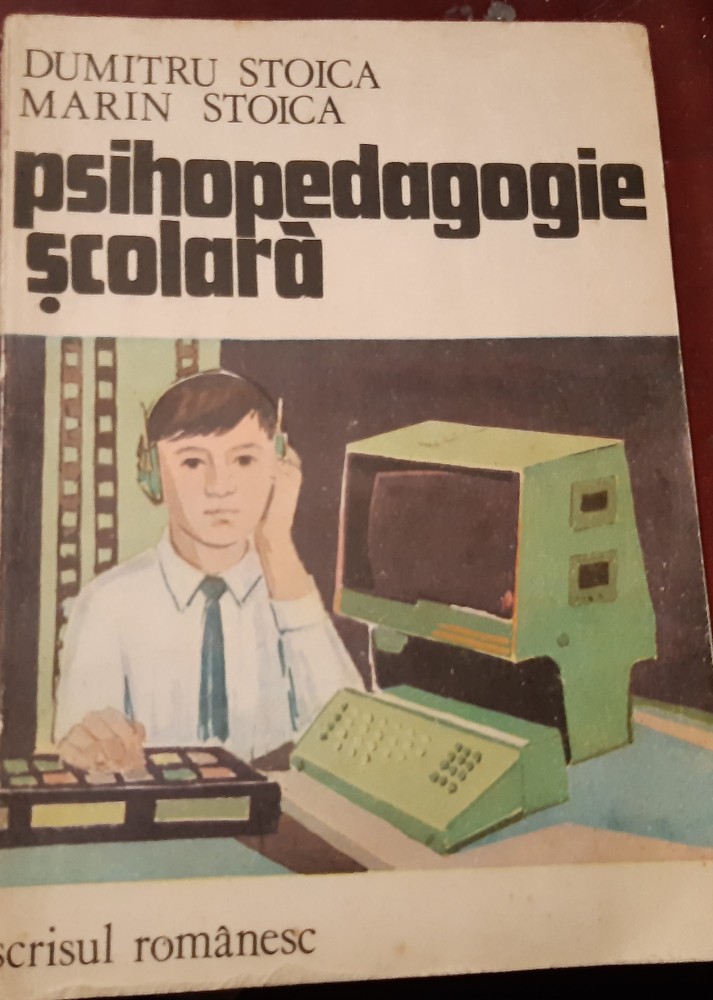 DUMITRU STOICA
MARIN STOICA
psihopedagogie
școlară
scrisul românesc